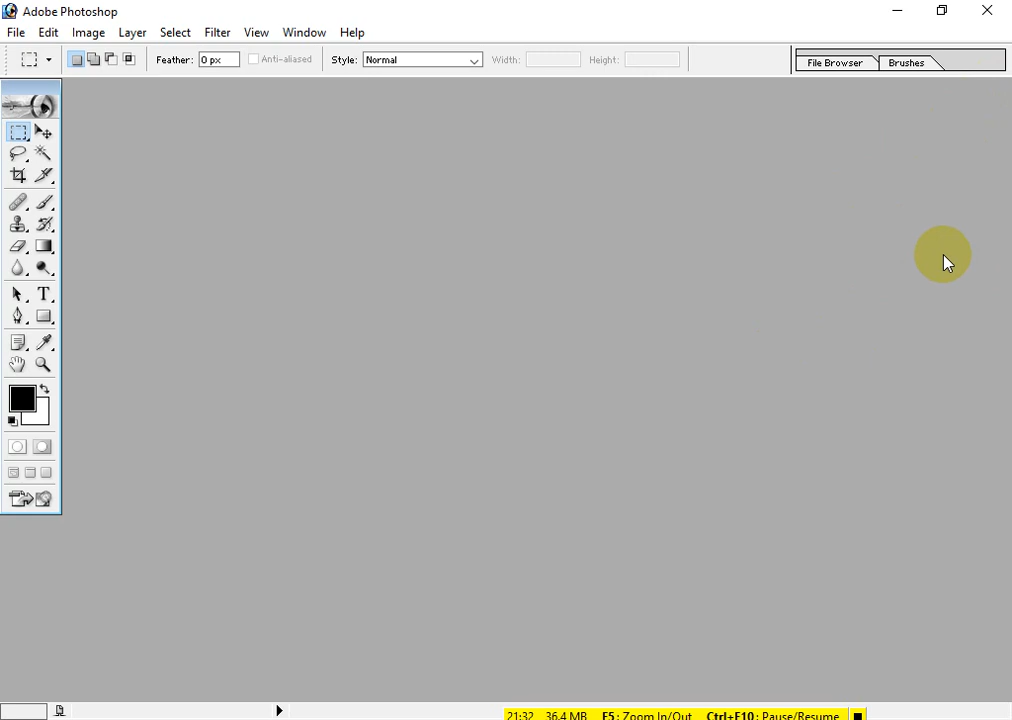 Adobe Photoshop
File Edit Image Layer Select Filter View Window Help
Feather: 0 px Anti-aliased Style: Normal Width: Height: File Browser Brushes
T
21:32 36.4 MB F5: Zoom In/Out Ctrl+F10: Pause/Resume